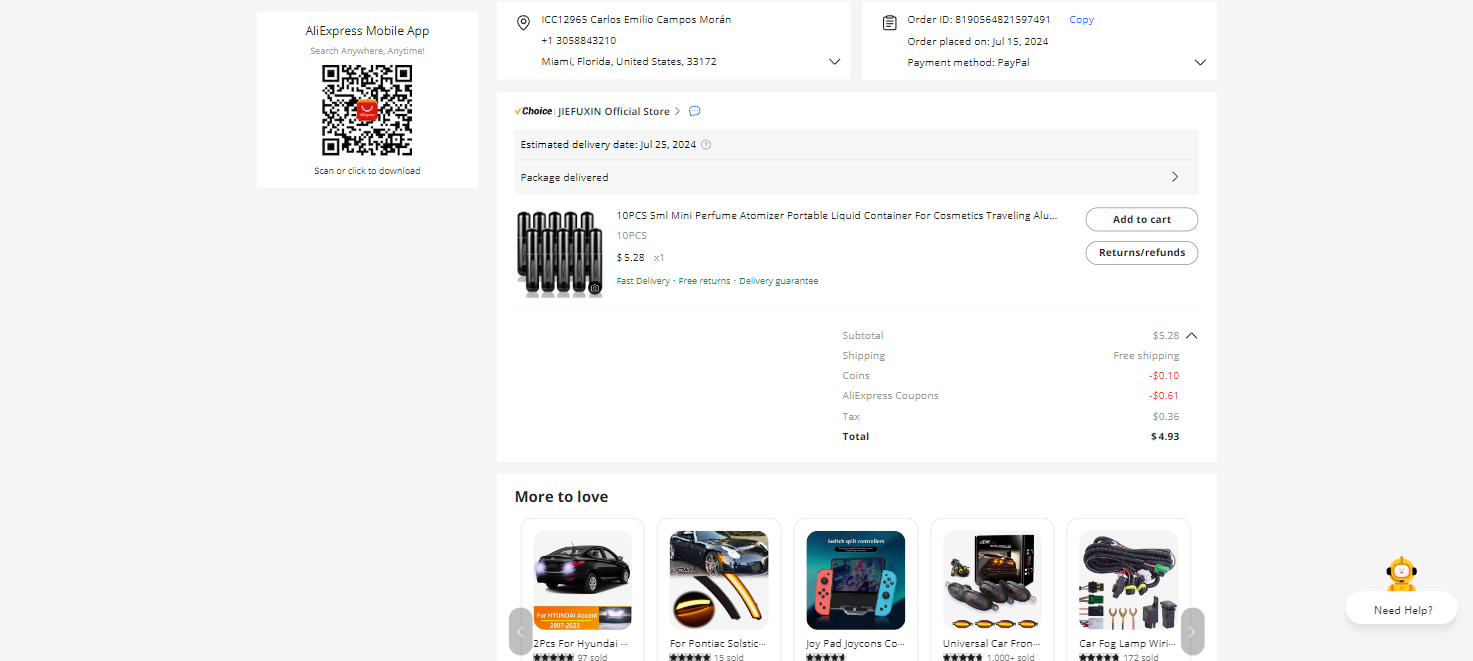 AliExpress Mobile App
Search Anywhere, Anytime!
Scan or click to download
ICC12965 Carlos Emilio Campos Morán
+1 3058843210
Miami, Florida, United States, 33172
Order ID: 8190564821597491 Copy
Order placed on: Jul 15, 2024
Payment method: PayPal
Choice JIEFUXIN Official Store
Estimated delivery date: Jul 25, 2024
Package delivered
10PCS 5ml Mini Perfume Atomizer Portable Liquid Container For Cosmetics Traveling Alu...
10PCS
$5.28 x1
Fast Delivery · Free returns · Delivery guarantee
Add to cart
Returns/refunds
Subtotal $5.28
Shipping Free shipping
Coins -$0.10
AliExpress Coupons -$0.61
Tax $0.36
Total $4.93
More to love
For HYUNDAI Accent
2007-2023
2Pcs For Hyundai ...
97 sold
For Pontiac Solstic...
15 sold
Switch split controllers
Joy Pad Joycons Co...
Universal Car Fron...
1,000+ sold
Car Fog Lamp Wiri...
172 sold
Need Help?